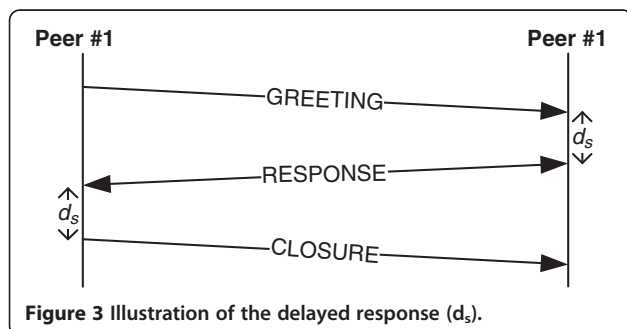 Peer #1 Peer #1
GREETING
ds
RESPONSE
ds
CLOSURE
Figure 3 Illustration of the delayed response (ds).